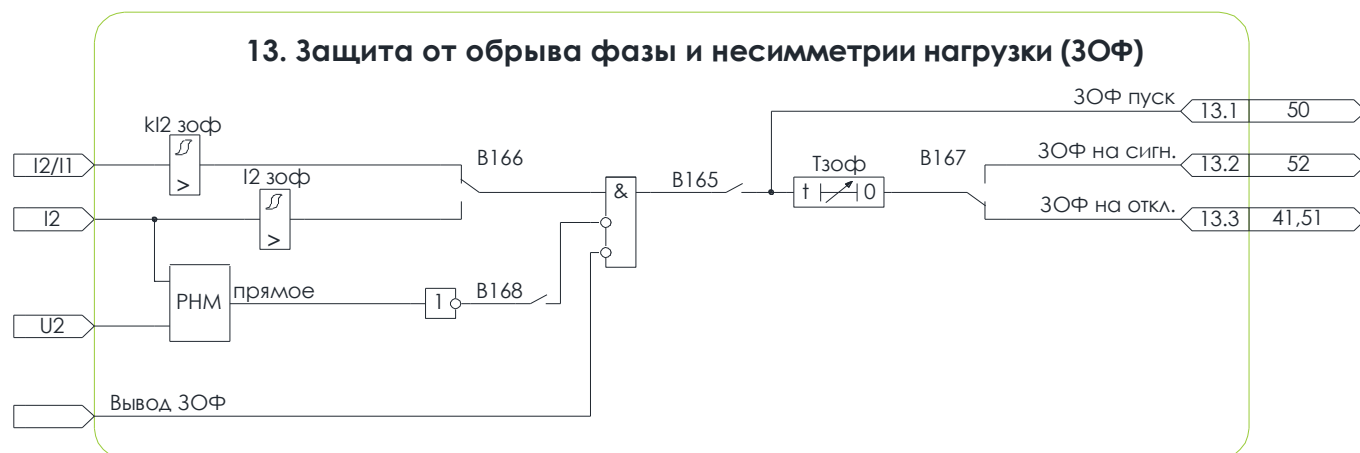 13. Защита от обрыва фазы и несимметрии нагрузки (ЗОФ)
ЗОФ пуск
13.1 50
kI2 зоф
I2/I1
>
B166
I2 зоф
I2
>
&
B165
Tзоф
t 0
B167
ЗОФ на сигн.
13.2 52
ЗОФ на откл.
13.3 41,51
РНМ
прямое
1
B168
U2
Вывод ЗОФ